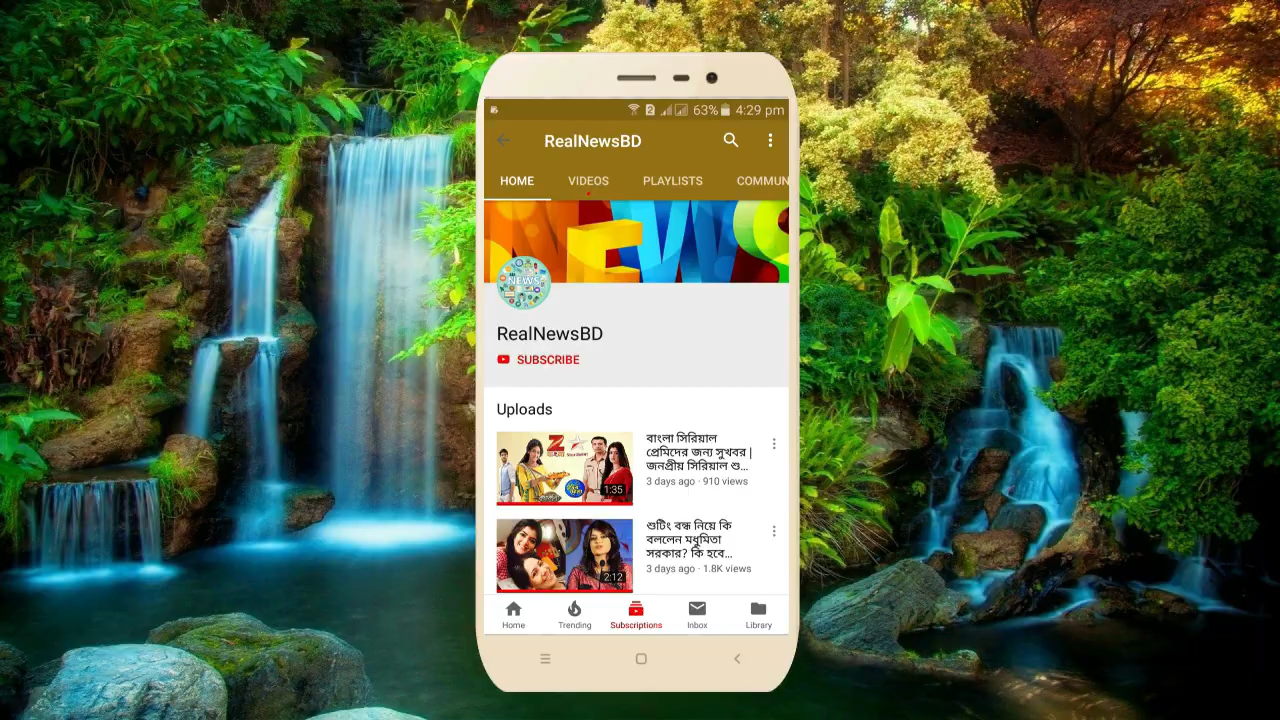 63% 4:29 pm
RealNewsBD
HOME VIDEOS PLAYLISTS COMMUN
NEWS
NEWS
RealNewsBD
SUBSCRIBE
Uploads
বাংলা সিরিয়াল
প্রেমিদের জন্য সুখবর |
জনপ্রীয় সিরিয়াল শু...
3 days ago · 910 views
1:35
শুটিং বন্ধ নিয়ে কি
বললেন মধুমিতা
সরকার? কি হবে...
3 days ago · 1.8K views
2:12
Home Trending Subscriptions Inbox Library